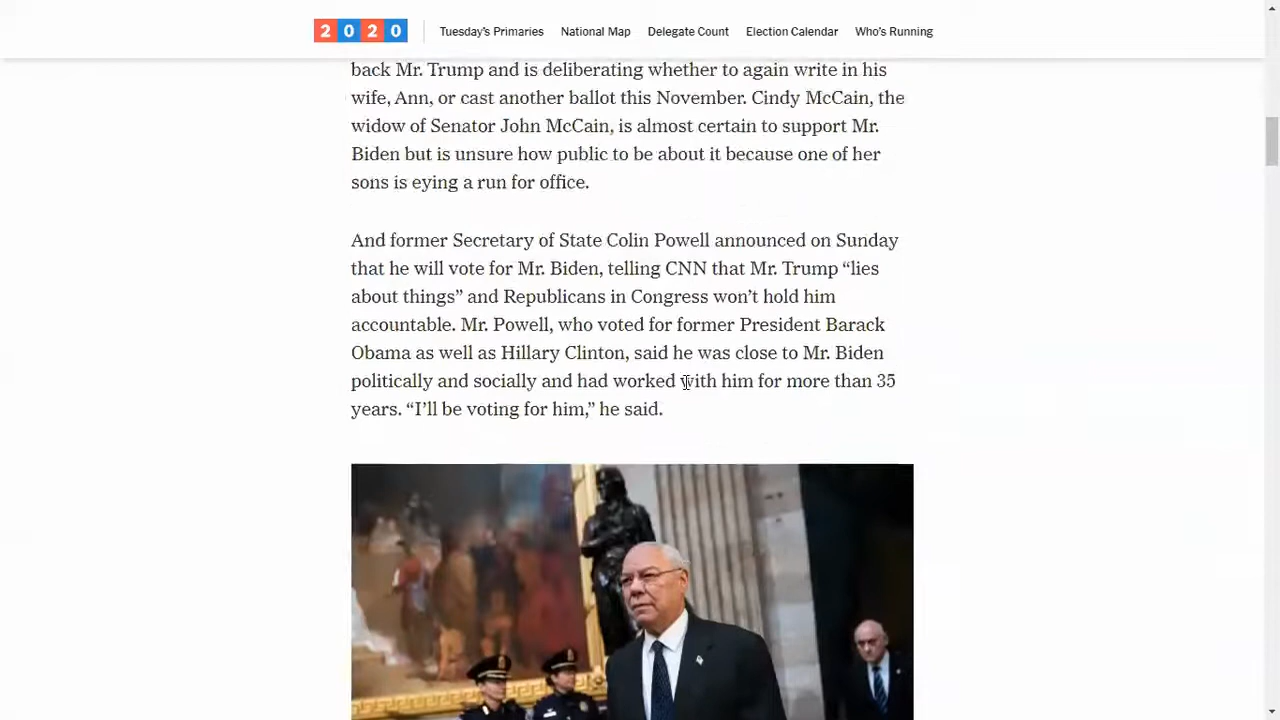 2020
Tuesday’s Primaries National Map Delegate Count Election Calendar Who’s Running
back Mr. Trump and is deliberating whether to again write in his
wife, Ann, or cast another ballot this November. Cindy McCain, the
widow of Senator John McCain, is almost certain to support Mr.
Biden but is unsure how public to be about it because one of her
sons is eying a run for office.
And former Secretary of State Colin Powell announced on Sunday
that he will vote for Mr. Biden, telling CNN that Mr. Trump “lies
about things” and Republicans in Congress won’t hold him
accountable. Mr. Powell, who voted for former President Barack
Obama as well as Hillary Clinton, said he was close to Mr. Biden
politically and socially and had worked with him for more than 35
years. “I’ll be voting for him,” he said.